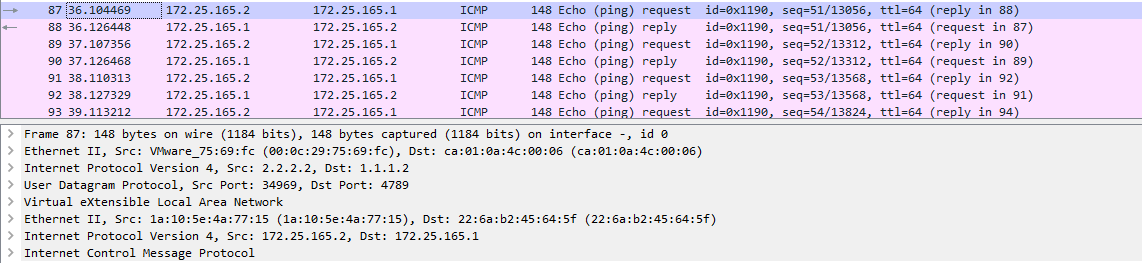 87 36.104469 172.25.165.2 172.25.165.1 ICMP 148 Echo (ping) request id=0x1190, seq=51/13056, ttl=64 (reply in 88)
88 36.126448 172.25.165.1 172.25.165.2 ICMP 148 Echo (ping) reply id=0x1190, seq=51/13056, ttl=64 (request in 87)
89 37.107356 172.25.165.2 172.25.165.1 ICMP 148 Echo (ping) request id=0x1190, seq=52/13312, ttl=64 (reply in 90)
90 37.126468 172.25.165.1 172.25.165.2 ICMP 148 Echo (ping) reply id=0x1190, seq=52/13312, ttl=64 (request in 89)
91 38.110313 172.25.165.2 172.25.165.1 ICMP 148 Echo (ping) request id=0x1190, seq=53/13568, ttl=64 (reply in 92)
92 38.127329 172.25.165.1 172.25.165.2 ICMP 148 Echo (ping) reply id=0x1190, seq=53/13568, ttl=64 (request in 91)
93 39.113212 172.25.165.2 172.25.165.1 ICMP 148 Echo (ping) request id=0x1190, seq=54/13824, ttl=64 (reply in 94)
Frame 87: 148 bytes on wire (1184 bits), 148 bytes captured (1184 bits) on interface -, id 0
Ethernet II, Src: VMware_75:69:fc (00:0c:29:75:69:fc), Dst: ca:01:0a:4c:00:06 (ca:01:0a:4c:00:06)
Internet Protocol Version 4, Src: 2.2.2.2, Dst: 1.1.1.2
User Datagram Protocol, Src Port: 34969, Dst Port: 4789
Virtual eXtensible Local Area Network
Ethernet II, Src: 1a:10:5e:4a:77:15 (1a:10:5e:4a:77:15), Dst: 22:6a:b2:45:64:5f (22:6a:b2:45:64:5f)
Internet Protocol Version 4, Src: 172.25.165.2, Dst: 172.25.165.1
Internet Control Message Protocol